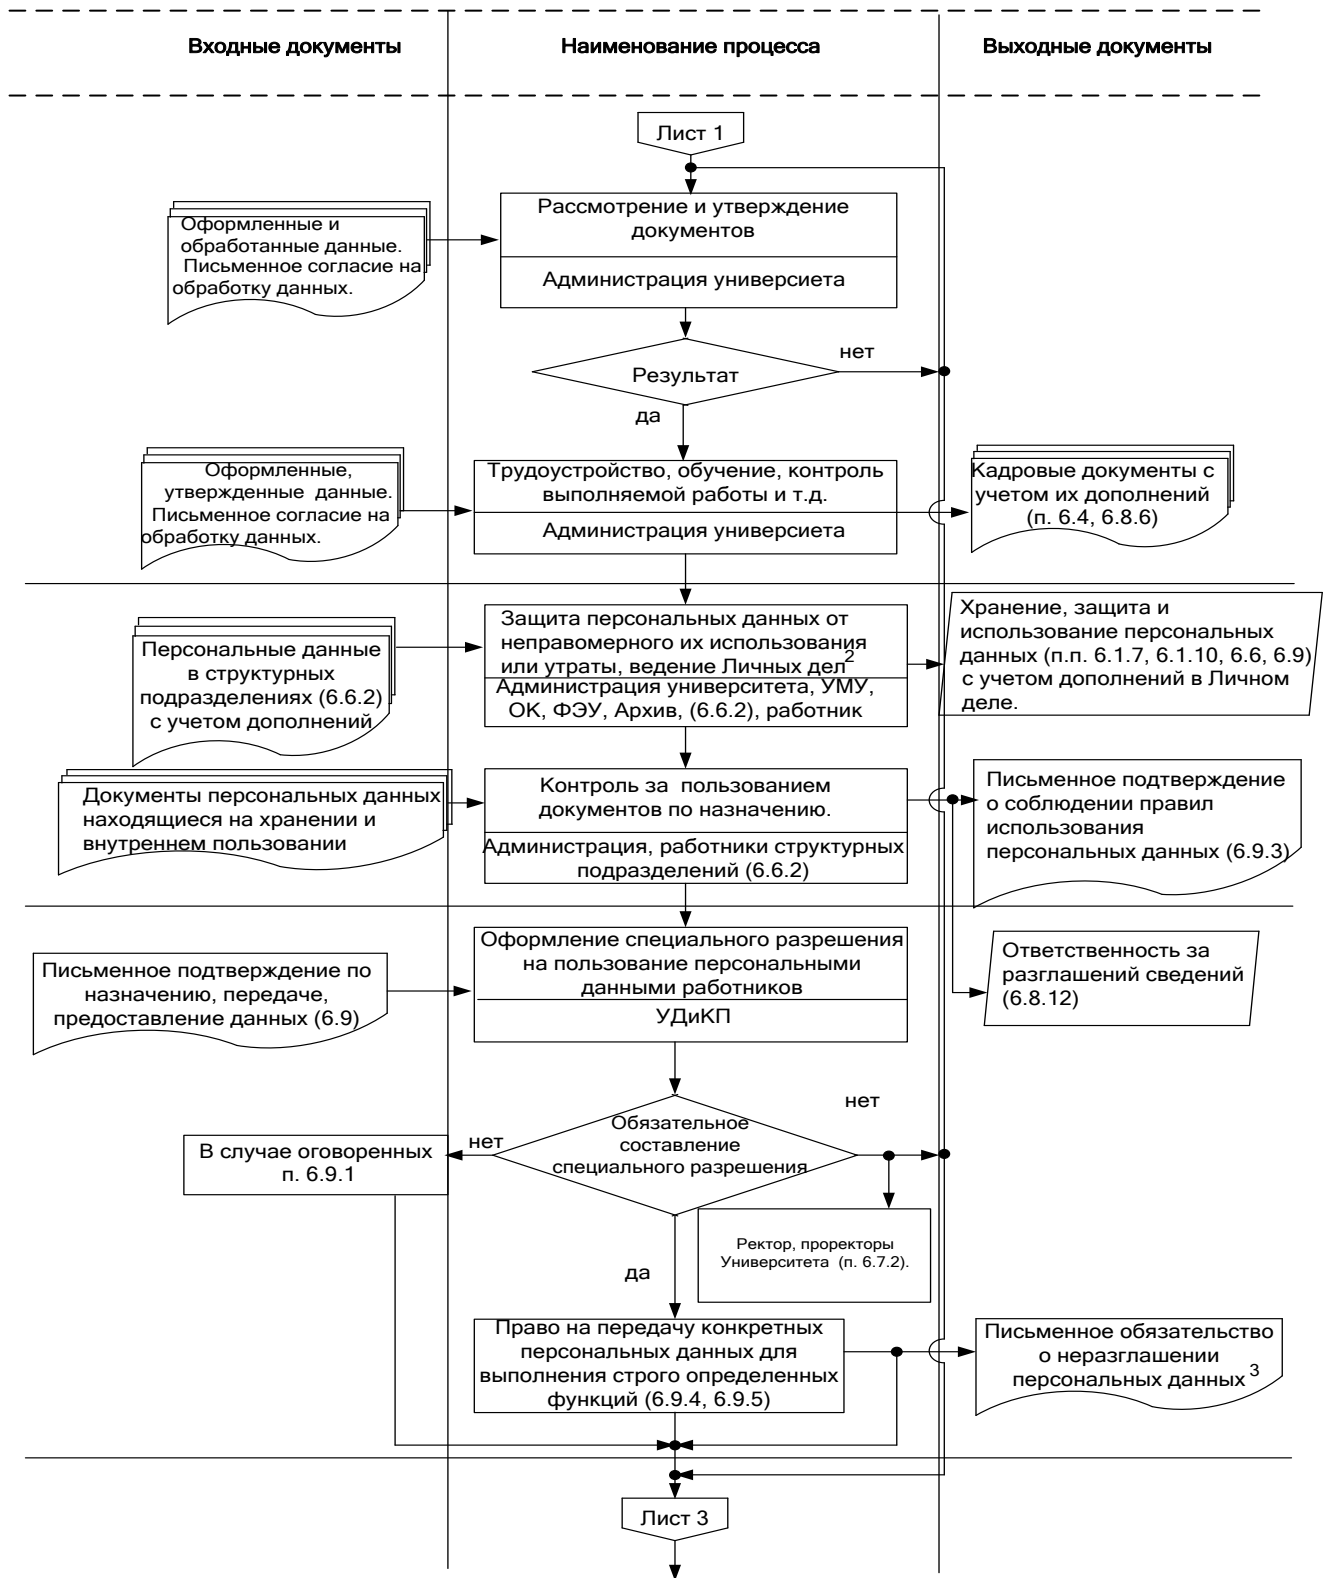 Входные документы
Наименование процесса
Выходные документы
Лист 1
Оформленные и
обработанные данные.
Письменное согласие на
обработку данных.
Рассмотрение и утверждение
документов
Администрация универсиета
Результат
нет
да
Оформленные,
утвержденные данные.
Письменное согласие на
обработку данных.
Трудоустройство, обучение, контроль
выполняемой работы и т.д.
Администрация универсиета
Кадровые документы с
учетом их дополнений
(п. 6.4, 6.8.6)
Персональные данные
в структурных
подразделениях (6.6.2)
с учетом дополнений
Защита персональных данных от
неправомерного их использования
или утраты, ведение Личных дел2
Администрация университета, УМУ,
ОК, ФЭУ, Архив, (6.6.2), работник
Хранение, защита и
использование персональных
данных (п.п. 6.1.7, 6.1.10, 6.6, 6.9)
с учетом дополнений в Личном
деле.
Документы персональных данных
находящиеся на хранении и
внутреннем пользовании
Контроль за пользованием
документов по назначению.
Администрация, работники структурных
подразделений (6.6.2)
Письменное подтверждение
о соблюдении правил
использования
персональных данных (6.9.3)
Письменное подтверждение по
назначению, передаче,
предоставление данных (6.9)
Оформление специального разрешения
на пользование персональными
данными работников
УДиКП
Ответственность за
разглашений сведений
(6.8.12)
Обязательное
составление
специального разрешения
нет
нет
В случае оговоренных
п. 6.9.1
Ректор, проректоры
Университета (п. 6.7.2).
да
Право на передачу конкретных
персональных данных для
выполнения строго определенных
функций (6.9.4, 6.9.5)
Письменное обязательство
о неразглашении
персональных данных 3
Лист 3